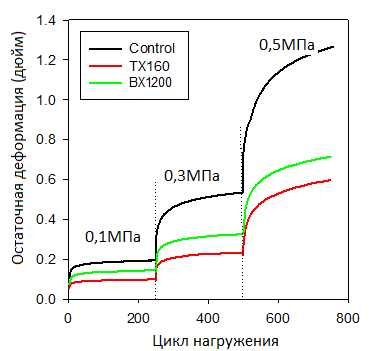 1.4
1.2
1.0
0.8
0.6
0.4
0.2
0.0
0
200
400
600
800
Остаточная деформация (дюйм)
Цикл нагружения
Control
TX160
BX1200
0,1МПа
0,3МПа
0,5МПа